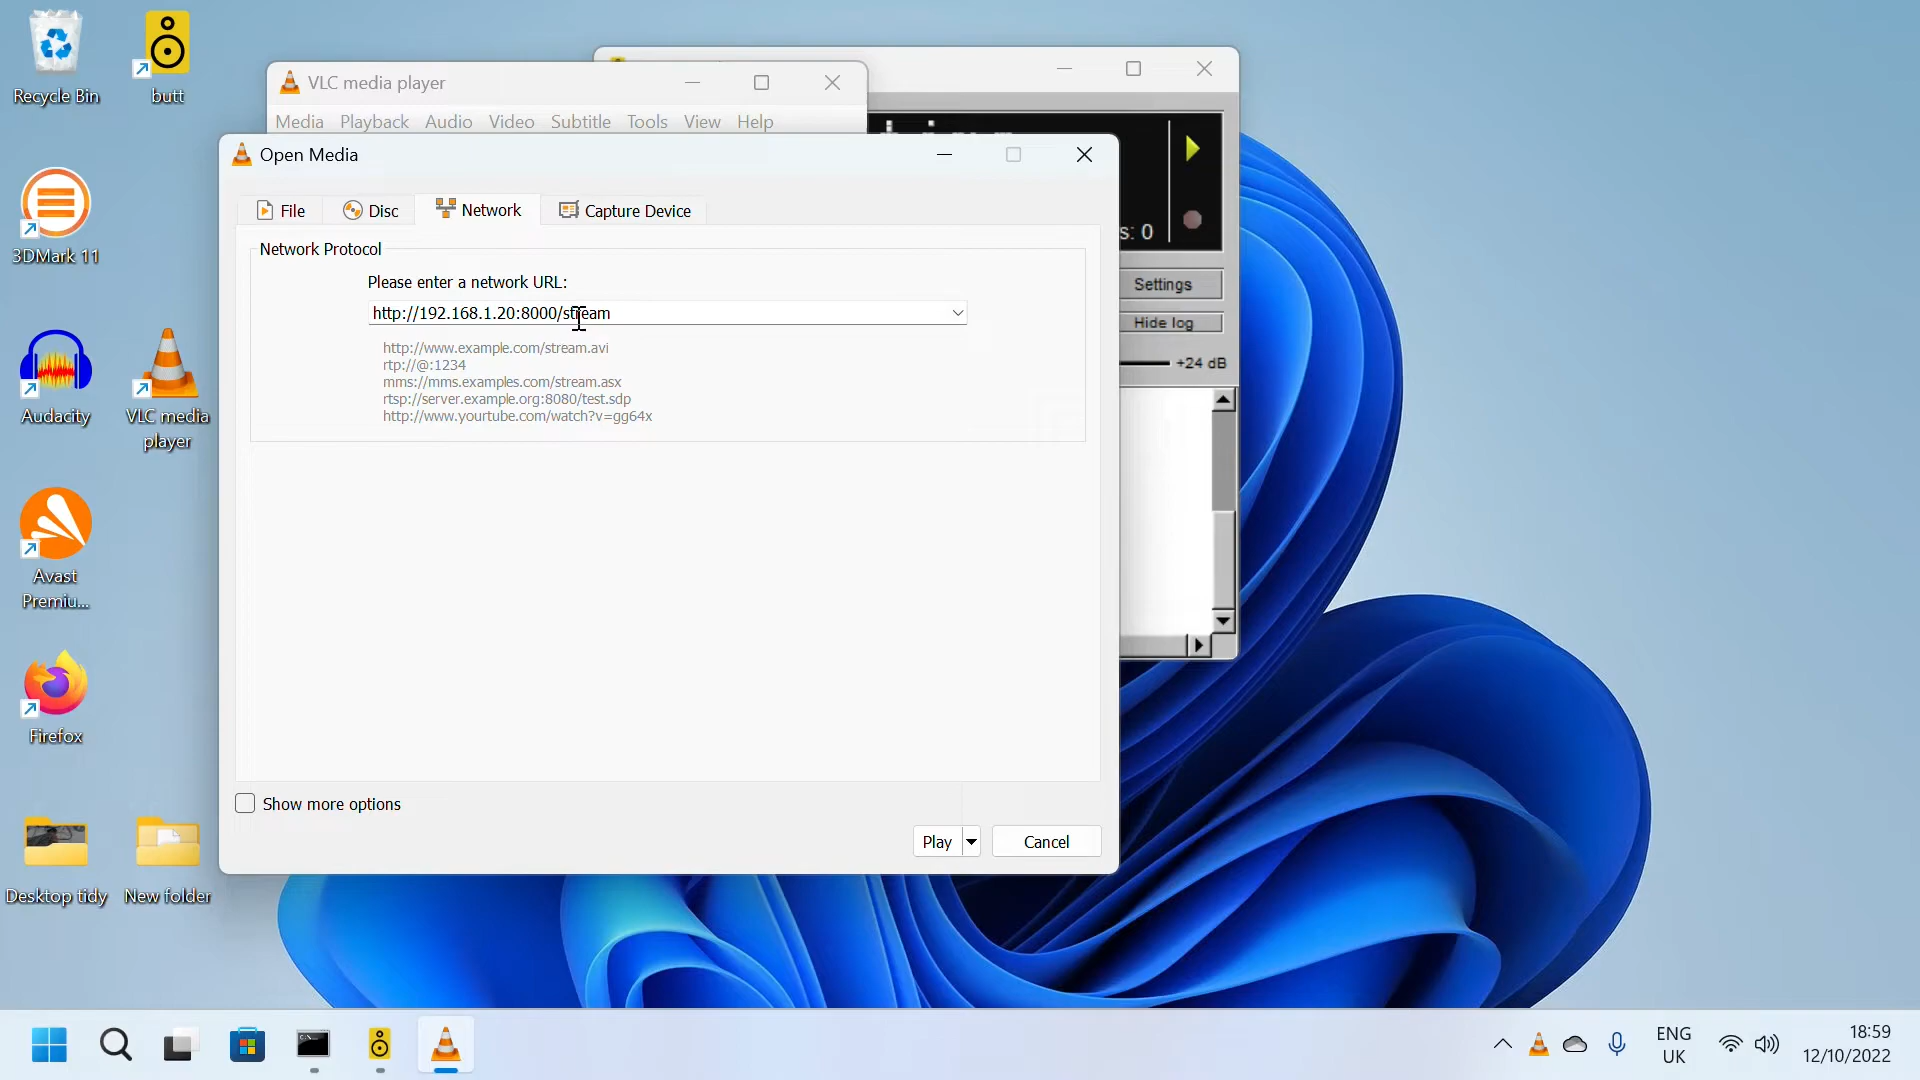 Recycle Bin
butt
3DMark 11
Audacity
VLC media
player
Avast
Premiu...
Firefox
Desktop tidy
New folder
VLC media player
Media Playback Audio Video Subtitle Tools View Help
Open Media
File Disc Network Capture Device
Network Protocol
Please enter a network URL:
http://192.168.1.20:8000/stream
http://www.example.com/stream.avi
rtp://@:1234
mms://mms.examples.com/stream.asx
rtsp://server.example.org:8080/test.sdp
http://www.yourtube.com/watch?v=gg64x
Show more options
Play
Cancel
s: 0
Settings
Hide log
+24 dB
ENG
UK
18:59
12/10/2022